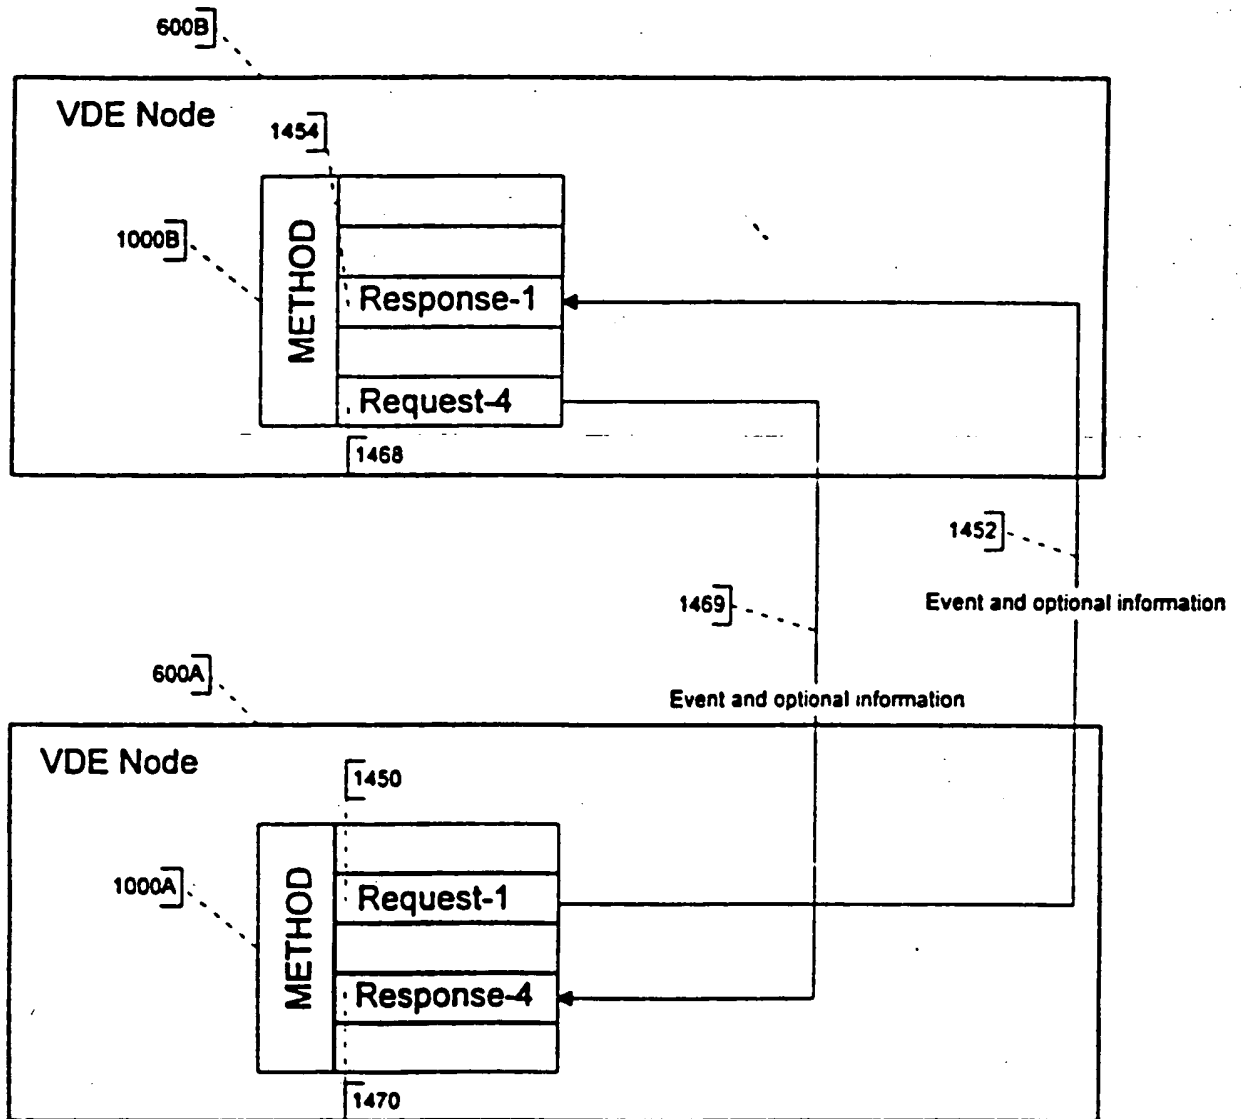 600B
VDE Node
1454
1000B
METHOD
Response-1
Request-4
1468
1452
Event and optional information
1469
600A
Event and optional information
VDE Node
1450
1000A
METHOD
Request-1
Response-4
1470